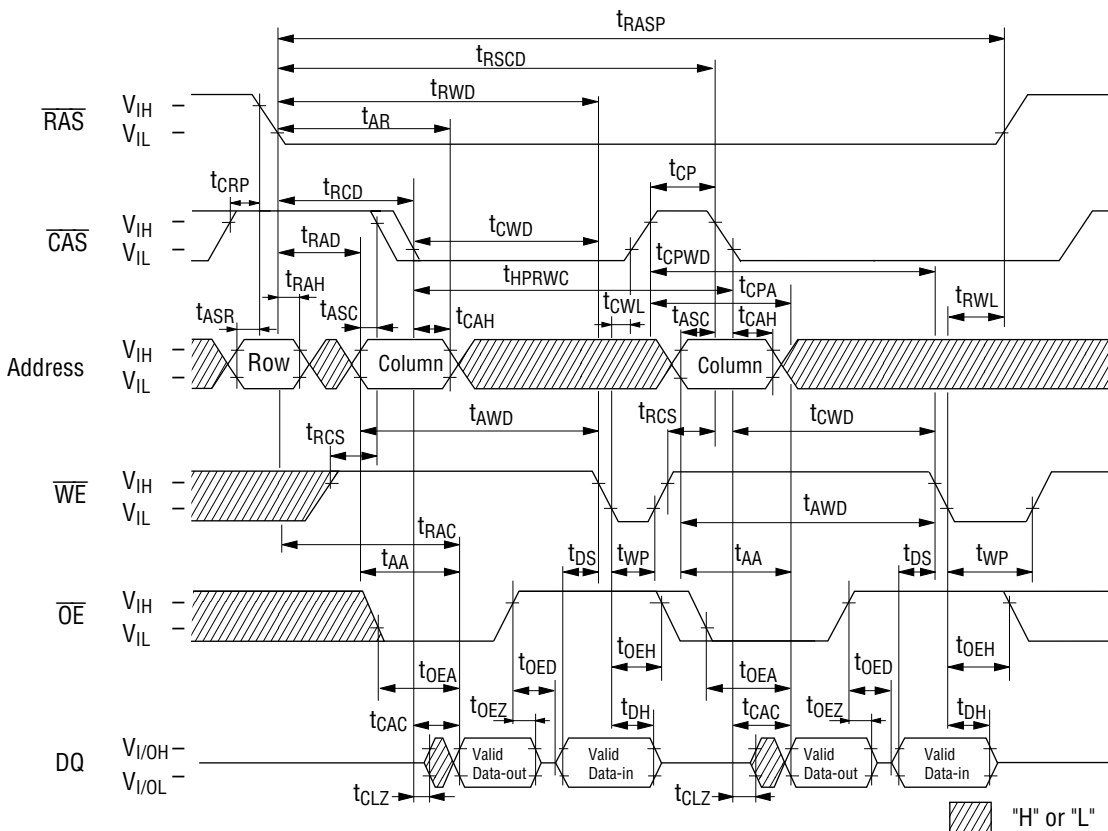 tRASP
tRSCD
tRWD
RAS VIH VIL tAR
tCRP tRCD tCP
CAS VIH VIL tRAD tCWD tCPWD
tRAH tHPRWC tCPA
tASR tASC tCAH tCWL tASC tCAH tRWL
Address VIH VIL Row Column Column
tRCS tAWD tRCS tCWD
WE VIH VIL tAWD
tRAC
tAA tDS tWP tAA tDS tWP
OE VIH VIL
tOEA tOED tOEH tOEA tOED tOEH
tCAC tOEZ tDH tCAC tOEZ tDH
DQ VI/OH VI/OL Valid Data-out Valid Data-in Valid Data-out Valid Data-in
tCLZ tCLZ
"H" or "L"